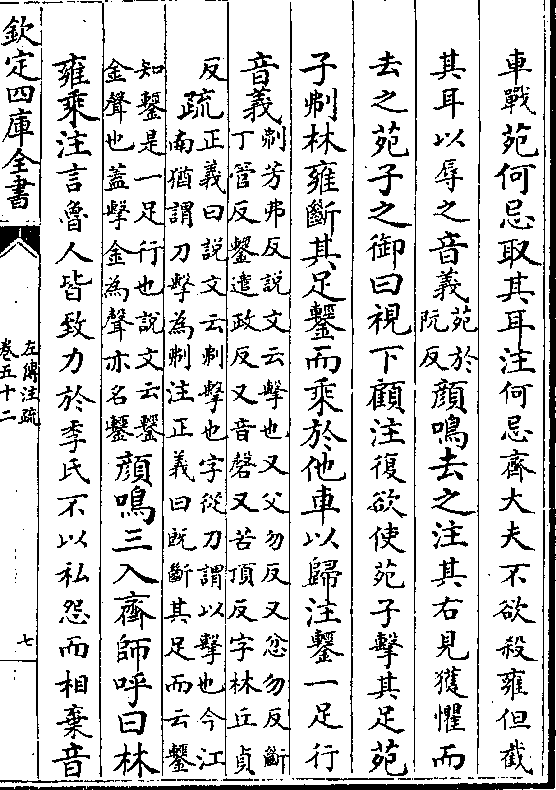 車戰苑何忌取其耳注何忌齊大夫不欲殺雍但截
其耳以辱之音義苑於阮反顔鳴去之注其右見獲懼而
去之苑子之御曰視下顧注復欲使苑子擊其足苑
子刜林雍斷其足鑋而乘於他車以歸注鑋一足行
音義刜芳弗反説文云擊也又父勿反又忿勿反斷
丁管反鑋遣政反又音磬又苦頂反字林丘貞
反疏正義曰説文云刜擊也字從刀謂以擊也今江
南猶謂刀擊為刜注正義曰既斷其足而云鑋
知鑋是一足行也説文云鑋
金聲也蓋擊金為聲亦名鑋顔鳴三入齊師呼曰林
雍乘注言魯人皆致力於季氏不以私怨而相棄音
欽定四庫全書
左傳注疏
卷五十二
七